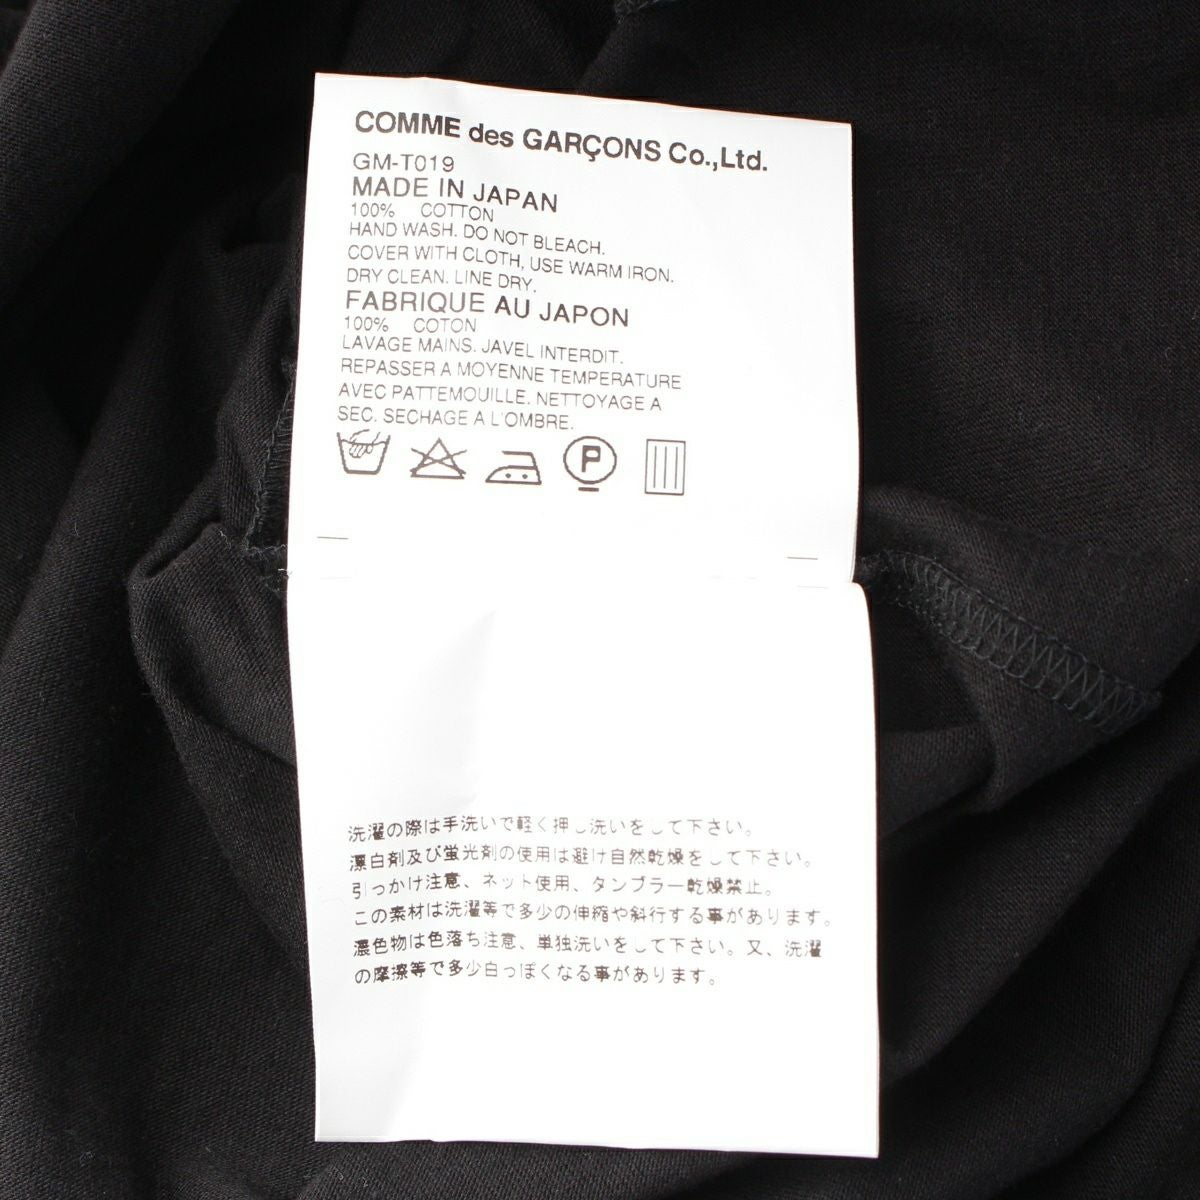 COMME des GARÇONS Co.,Ltd.
GM-T019
MADE IN JAPAN
100% COTTON
HAND WASH. DO NOT BLEACH.
COVER WITH CLOTH, USE WARM IRON.
DRY CLEAN. LINE DRY.
FABRIQUE AU JAPON
100% COTON
LAVAGE MAINS. JAVEL INTERDIT.
REPASSER A MOYENNE TEMPERATURE
AVEC PATTEMOUILLE. NETTOYAGE A
SEC. SECHAGE A L'OMBRE.
P
洗濯の際は手洗いで軽く押し洗いをして下さい。
漂白剤及び蛍光剤の使用は避け自然乾燥をして下さい。
引っかけ注意、ネット使用、タンブラー乾燥禁止。
この素材は洗濯等で多少の伸縮や斜行する事があります。
濃色物は色落ち注意、単独洗いをして下さい。又、洗濯
の摩擦等で多少白っぽくなる事があります。